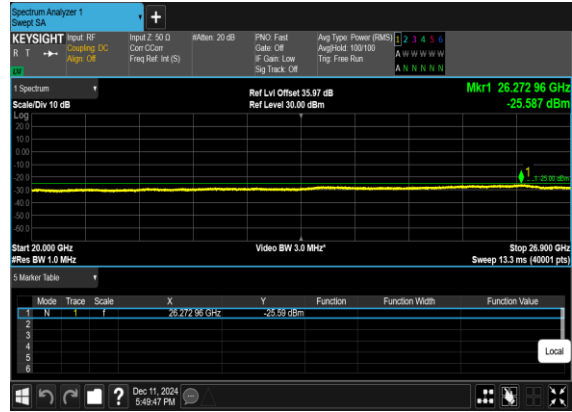 Spectrum Analyzer 1
Swept SA
+
KEYSIGHT Input: RF Input Z: 50 Ω #Atten: 20 dB PNO: Fast Avg Type: Power (RMS) 1 2 3 4 5 6
R T Coupling: DC Corr CCorr Gate: Off Avg|Hold: 100/100 A W W W W W
Align: Off Freq Ref: Int (S) IF Gain: Low Trig: Free Run
Sig Track: Off A N N N N N
1 Spectrum Ref Lvl Offset 35.97 dB Mkr1 26.272 96 GHz
Scale/Div 10 dB Ref Level 30.00 dBm -25.587 dBm
Log
20.0
10.0
0.00
-10.0
1
-20.0 -25.00 dBm
-30.0
-40.0
-50.0
-60.0
Start 20.000 GHz Video BW 3.0 MHz* Stop 26.900 GHz
#Res BW 1.0 MHz Sweep 13.3 ms (40001 pts)
5 Marker Table
Mode Trace Scale X Y Function Function Width Function Value
1 N 1 f 26.272 96 GHz -25.59 dBm
2
3
4
5
6
Local
? Dec 11, 2024
5:49:47 PM